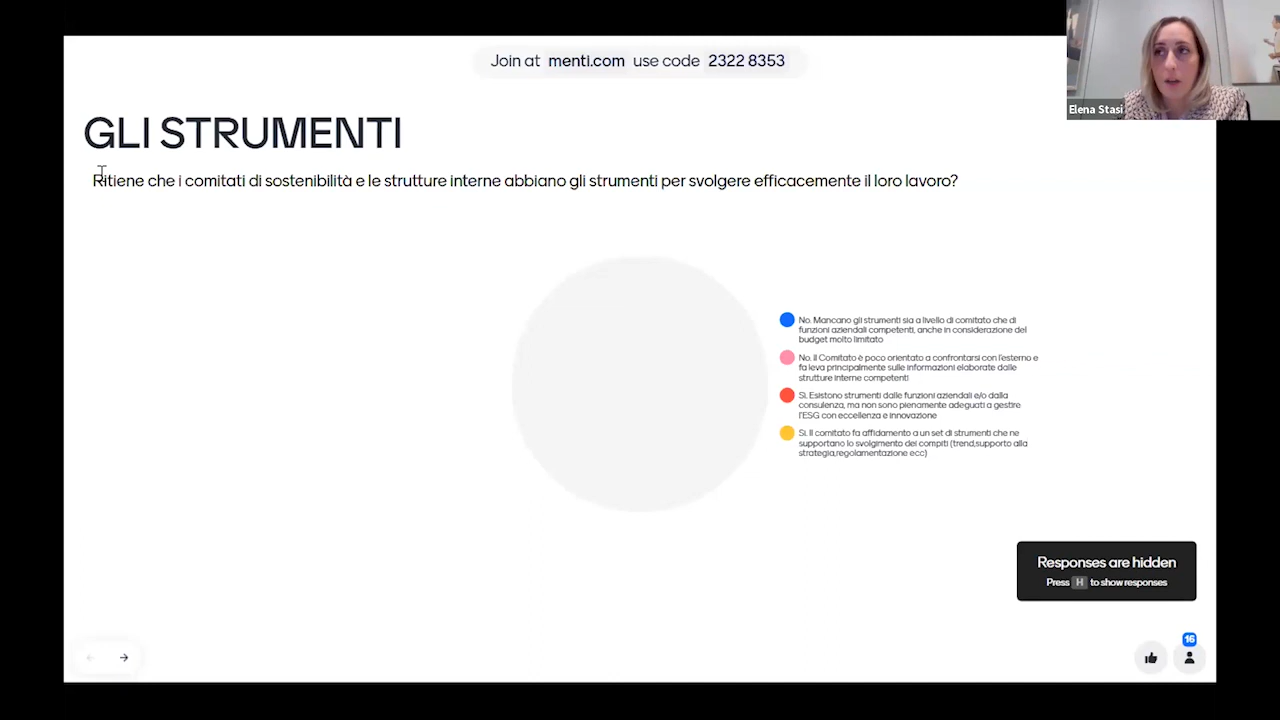 Join at menti.com use code 2322 8353
Elena Stasi
GLI STRUMENTI
Ritiene che i comitati di sostenibilità e le strutture interne abbiano gli strumenti per svolgere efficacemente il loro lavoro?
No. Mancano gli strumenti sia a livello di comitato che di
funzioni aziendali competenti, anche in considerazione del
budget molto limitato
No. Il Comitato è poco orientato a confrontarsi con l'esterno e
fa leva principalmente sulle informazioni elaborate dalle
strutture interne competenti
Sì. Esistono strumenti dalle funzioni aziendali e/o dalla
consulenza, ma non sono pienamente adeguati a gestire
l'ESG con eccellenza e innovazione
Sì. Il comitato fa affidamento a un set di strumenti che ne
supportano lo svolgimento dei compiti (trend,supporto alla
strategia,regolamentazione ecc)
Responses are hidden
Press H to show responses
16